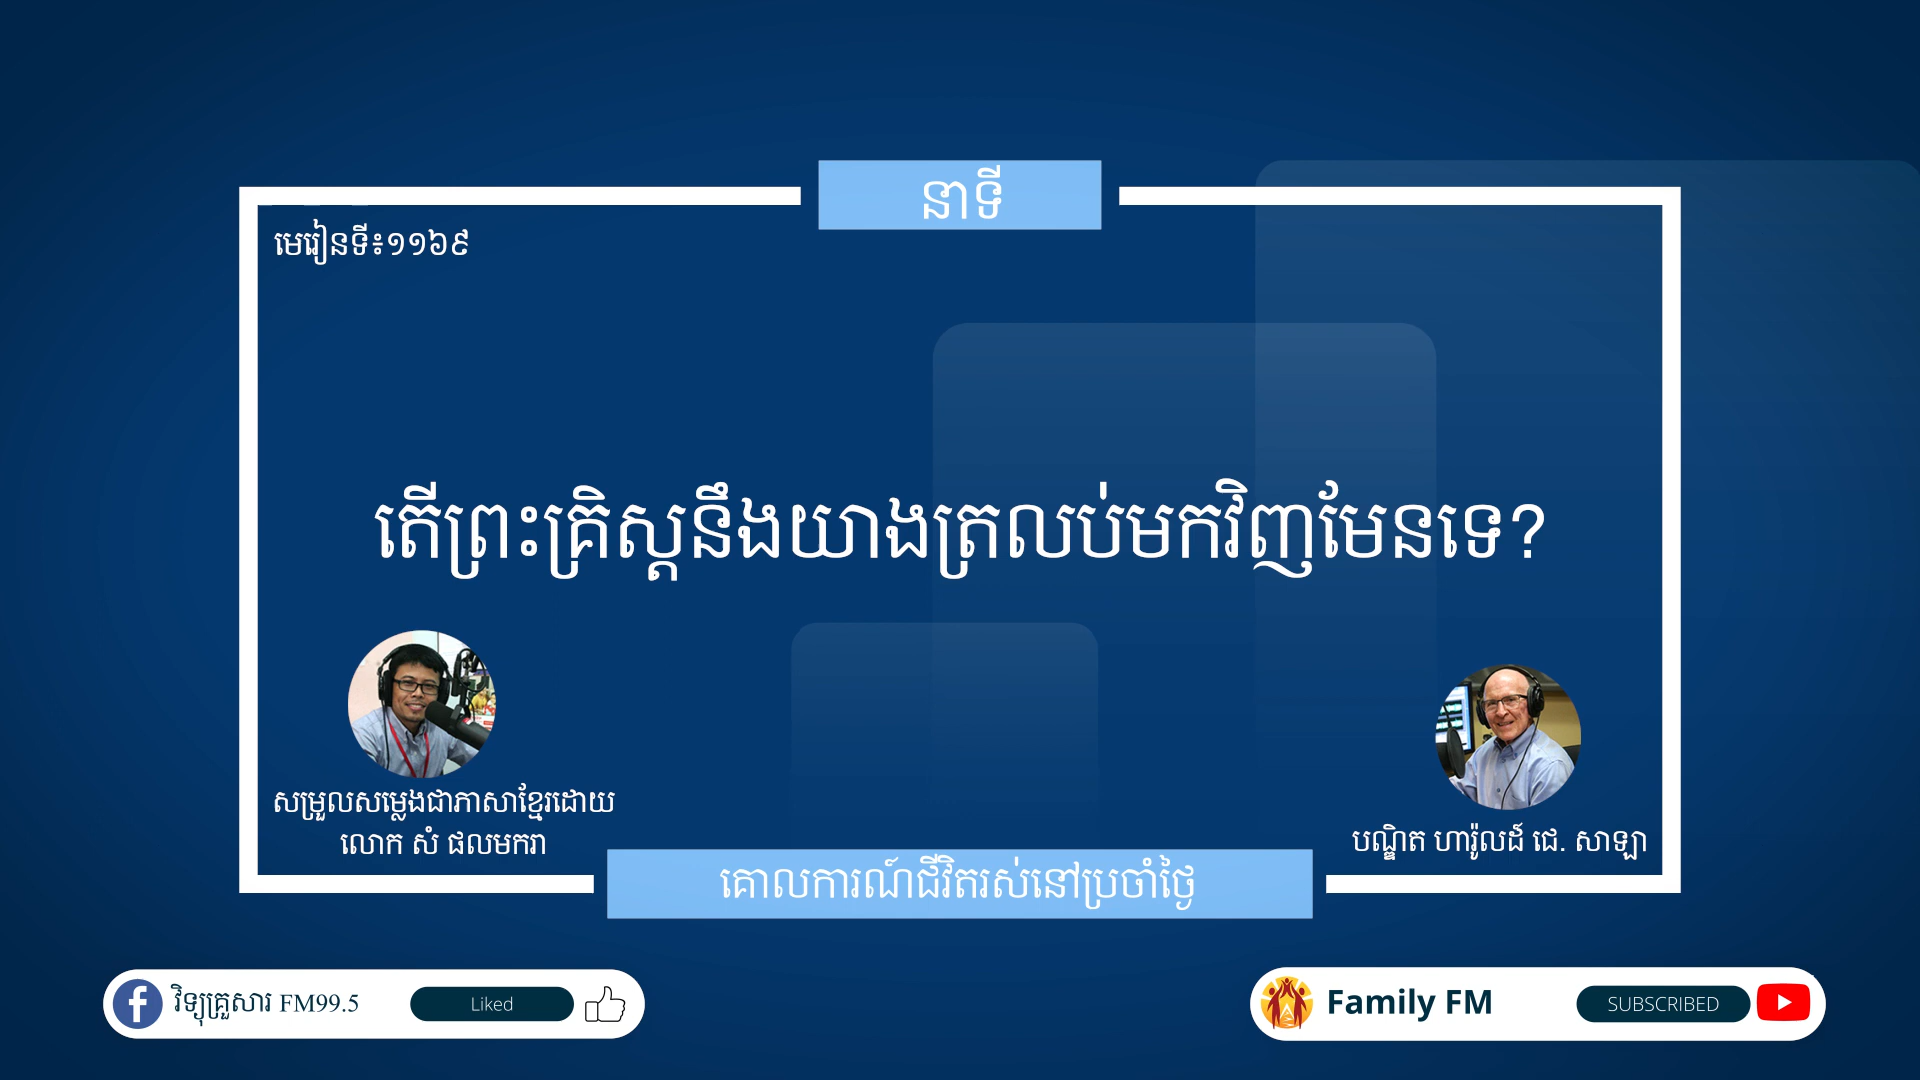 នាទី
មេរៀនទី៖១១៦៩
តើព្រះគ្រិស្តនឹងយាងត្រលប់មកវិញមែនទេ?
សម្រួលសម្លេងជាភាសាខ្មែរដោយ
លោក សំ ផលមករា
បណ្ឌិត ហារ៉ូលដ៍ ជេ. សាឡា
គោលការណ៍ជីវិតរស់នៅប្រចាំថ្ងៃ
វិទ្យុគ្រួសារ FM99.5
Liked
Family FM
SUBSCRIBED